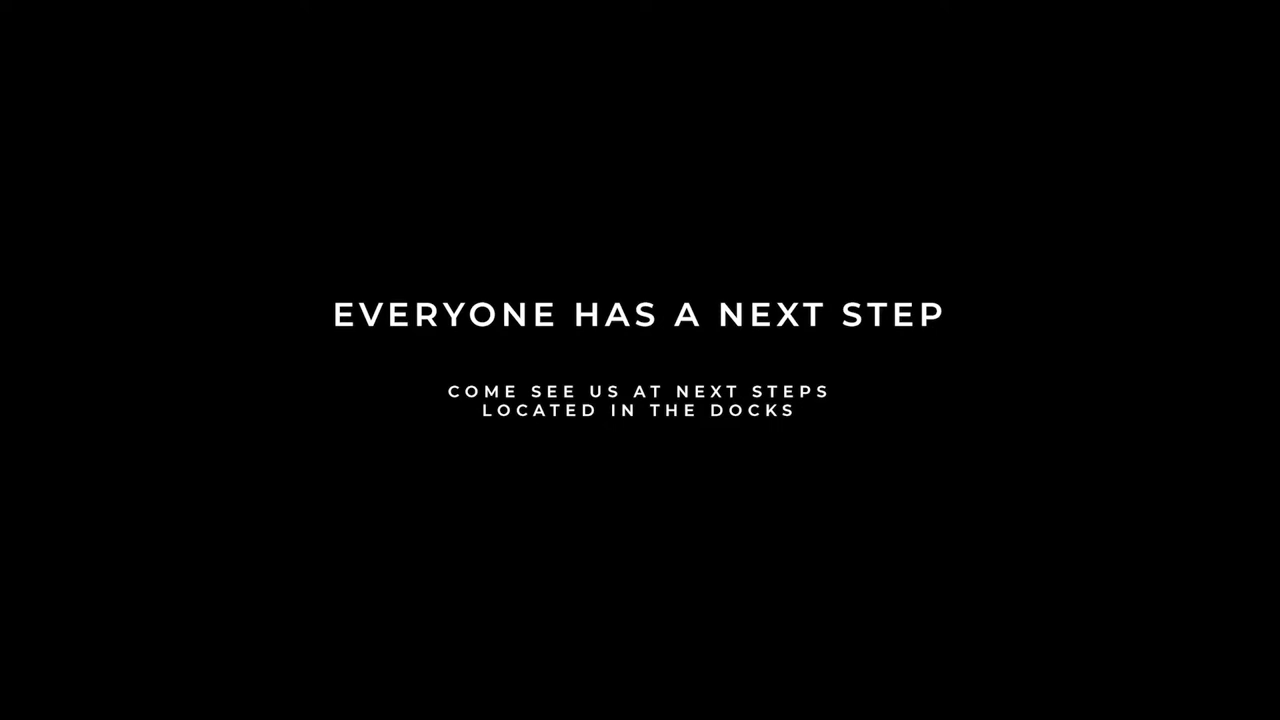 EVERYONE HAS A NEXT STEP
COME SEE US AT NEXT STEPS
LOCATED IN THE DOCKS